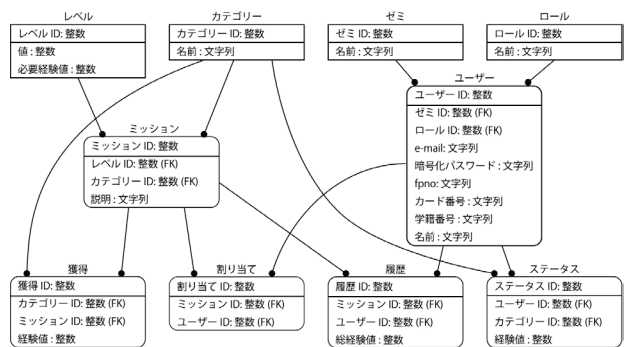 レベル
レベル ID: 整数
値 : 整数
必要経験値 : 整数
カテゴリー
カテゴリー ID: 整数
名前 : 文字列
ゼミ
ゼミ ID: 整数
名前 : 文字列
ロール
ロール ID: 整数
名前 : 文字列
ユーザー
ユーザー ID: 整数
ゼミ ID: 整数 (FK)
ロール ID: 整数 (FK)
e-mail: 文字列
暗号化パスワード : 文字列
fpno: 文字列
カード番号 : 文字列
学籍番号 : 文字列
名前 : 文字列
ミッション
ミッション ID: 整数
レベル ID: 整数 (FK)
カテゴリー ID: 整数 (FK)
説明 : 文字列
獲得
獲得 ID: 整数
カテゴリー ID: 整数 (FK)
ミッション ID: 整数 (FK)
経験値 : 整数
割り当て
割り当て ID: 整数
ミッション ID: 整数 (FK)
ユーザー ID: 整数 (FK)
履歴
履歴 ID: 整数
ミッション ID: 整数 (FK)
ユーザー ID: 整数 (FK)
総経験値 : 整数
ステータス
ステータス ID: 整数
ユーザー ID: 整数 (FK)
カテゴリー ID: 整数 (FK)
経験値 : 整数